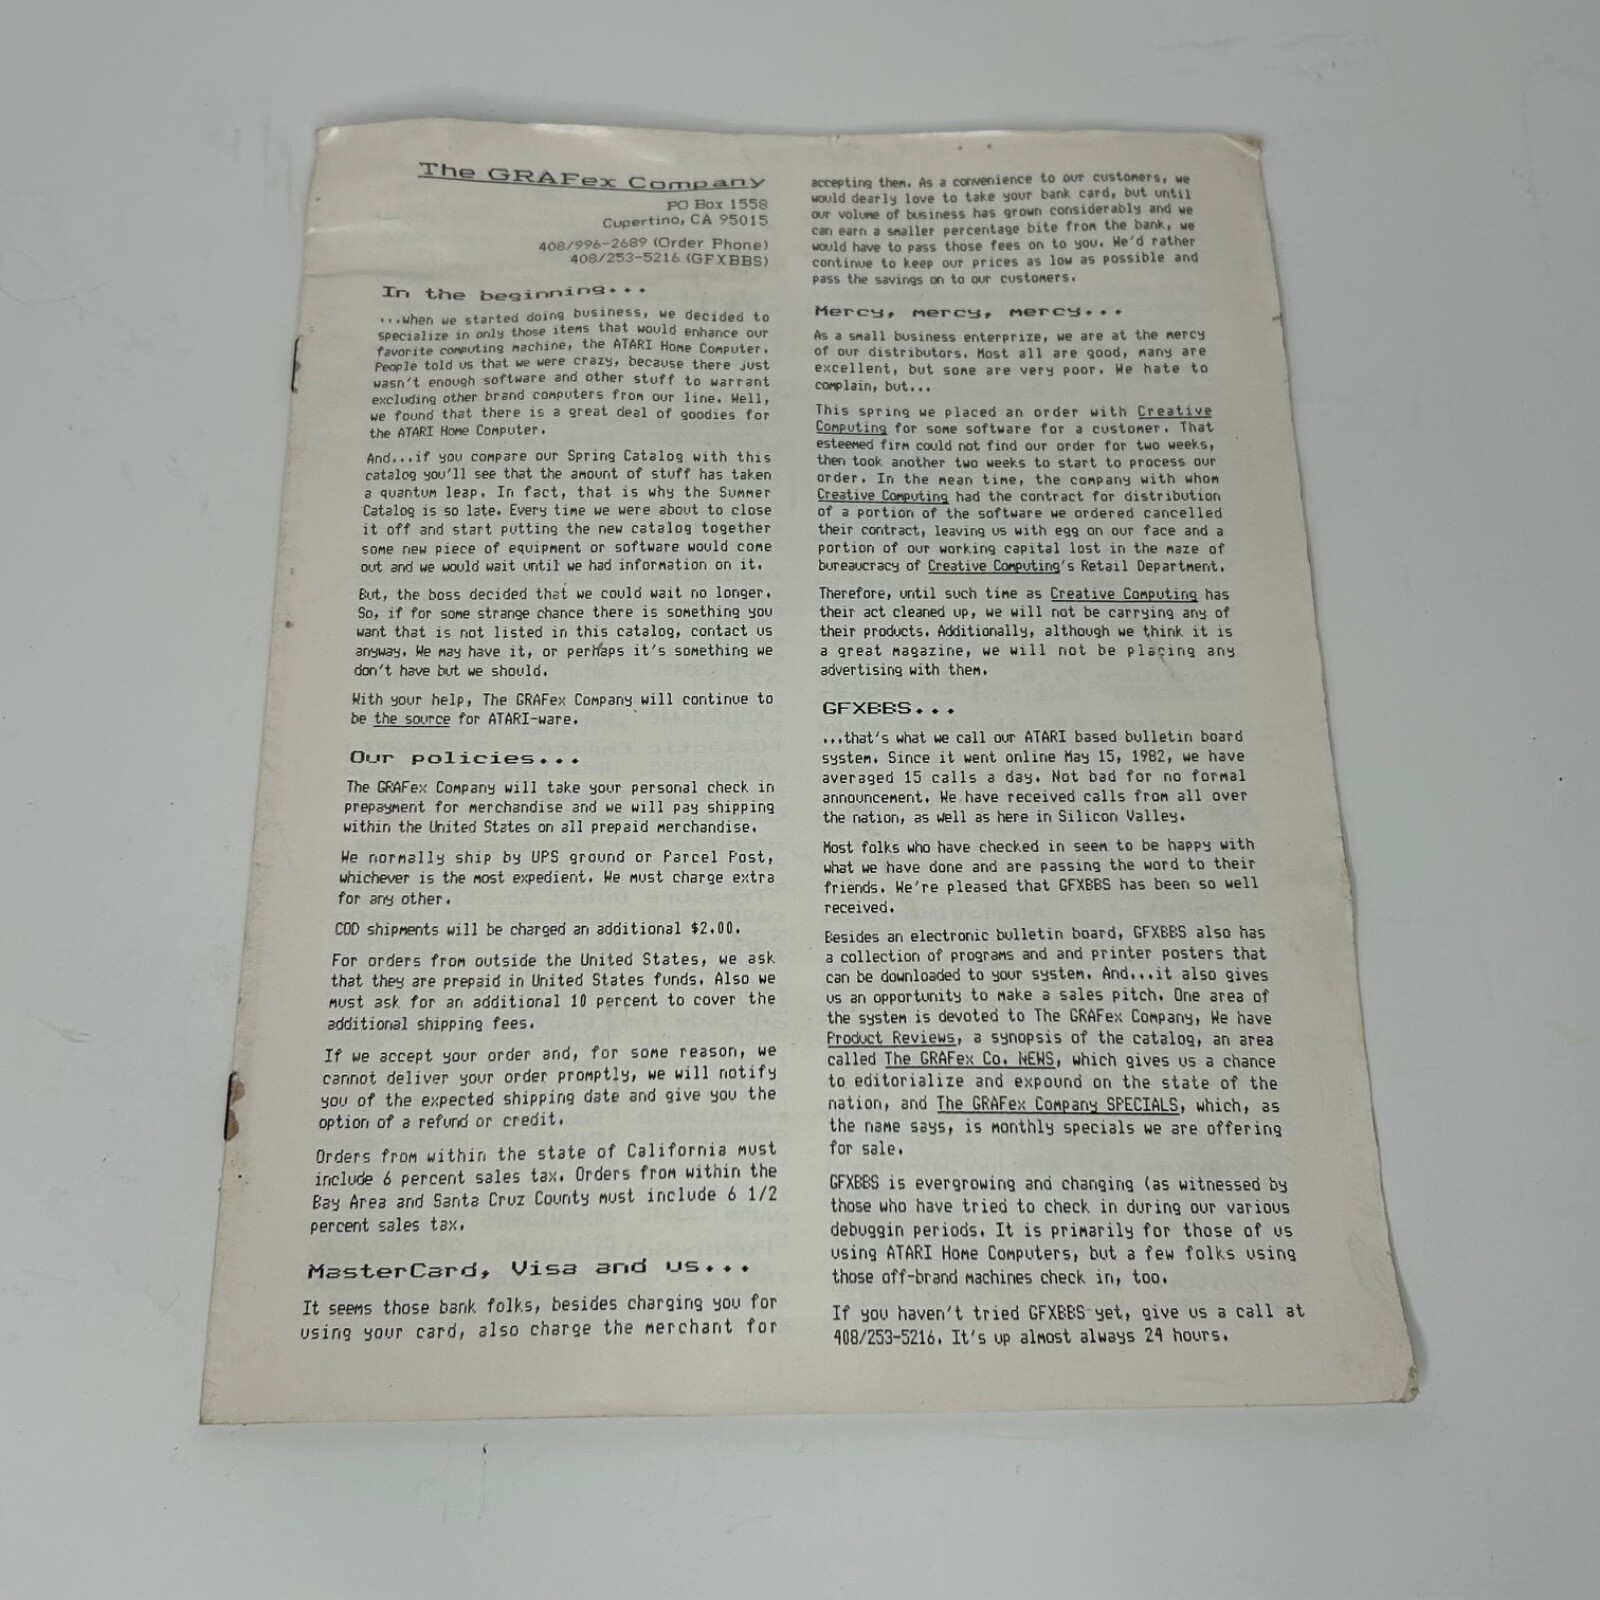 The GRAFex Company
PO Box 1558
Cupertino, CA 95015
408/996-2689 (Order Phone)
408/253-5216 (GFXBBS)
In the beginning...
...when we started doing business, we decided to
specialize in only those items that would enhance our
favorite computing machine, the ATARI Home Computer.
People told us that we were crazy, because there just
wasn't enough software and other stuff to warrant
excluding other brand computers from our line. Well,
we found that there is a great deal of goodies for
the ATARI Home Computer.
And...if you compare our Spring Catalog with this
catalog you'll see that the amount of stuff has taken
a quantum leap. In fact, that is why the Summer
Catalog is so late. Every time we were about to close
it off and start putting the new catalog together
some new piece of equipment or software would come
out and we would wait until we had information on it.
But, the boss decided that we could wait no longer.
So, if for some strange chance there is something you
want that is not listed in this catalog, contact us
anyway. We may have it, or perhaps it's something we
don't have but we should.
With your help, The GRAFex Company will continue to
be the source for ATARI-ware.
Our policies...
The GRAFex Company will take your personal check in
prepayment for merchandise and we will pay shipping
within the United States on all prepaid merchandise.
We normally ship by UPS ground or Parcel Post,
whichever is the most expedient. We must charge extra
for any other.
COD shipments will be charged an additional $2.00.
For orders from outside the United States, we ask
that they are prepaid in United States funds. Also we
must ask for an additional 10 percent to cover the
additional shipping fees.
If we accept your order and, for some reason, we
cannot deliver your order promptly, we will notify
you of the expected shipping date and give you the
option of a refund or credit.
Orders from within the state of California must
include 6 percent sales tax. Orders from within the
Bay Area and Santa Cruz County must include 6 1/2
percent sales tax.
MasterCard, Visa and us...
It seems those bank folks, besides charging you for
using your card, also charge the merchant for
accepting them. As a convenience to our customers, we
would dearly love to take your bank card, but until
our volume of business has grown considerably and we
can earn a smaller percentage bite from the bank, we
would have to pass those fees on to you. We'd rather
continue to keep our prices as low as possible and
pass the savings on to our customers.
Mercy, mercy, mercy...
As a small business enterprize, we are at the mercy
of our distributors. Most all are good, many are
excellent, but some are very poor. We hate to
complain, but...
This spring we placed an order with Creative
Computing for some software for a customer. That
esteemed firm could not find our order for two weeks,
then took another two weeks to start to process our
order. In the mean time, the company with whom
Creative Computing had the contract for distribution
of a portion of the software we ordered cancelled
their contract, leaving us with egg on our face and a
portion of our working capital lost in the maze of
bureaucracy of Creative Computing's Retail Department.
Therefore, until such time as Creative Computing has
their act cleaned up, we will not be carrying any of
their products. Additionally, although we think it is
a great magazine, we will not be placing any
advertising with them.
GFXBBS...
...that's what we call our ATARI based bulletin board
system. Since it went online May 15, 1982, we have
averaged 15 calls a day. Not bad for no formal
announcement. We have received calls from all over
the nation, as well as here in Silicon Valley.
Most folks who have checked in seem to be happy with
what we have done and are passing the word to their
friends. We're pleased that GFXBBS has been so well
received.
Besides an electronic bulletin board, GFXBBS also has
a collection of programs and and printer posters that
can be downloaded to your system. And...it also gives
us an opportunity to make a sales pitch. One area of
the system is devoted to The GRAFex Company, We have
Product Reviews, a synopsis of the catalog, an area
called The GRAFex Co. NEWS, which gives us a chance
to editorialize and expound on the state of the
nation, and The GRAFex Company SPECIALS, which, as
the name says, is monthly specials we are offering
for sale.
GFXBBS is evergrowing and changing (as witnessed by
those who have tried to check in during our various
debuggin periods. It is primarily for those of us
using ATARI Home Computers, but a few folks using
those off-brand machines check in, too.
If you haven't tried GFXBBS yet, give us a call at
408/253-5216. It's up almost always 24 hours.